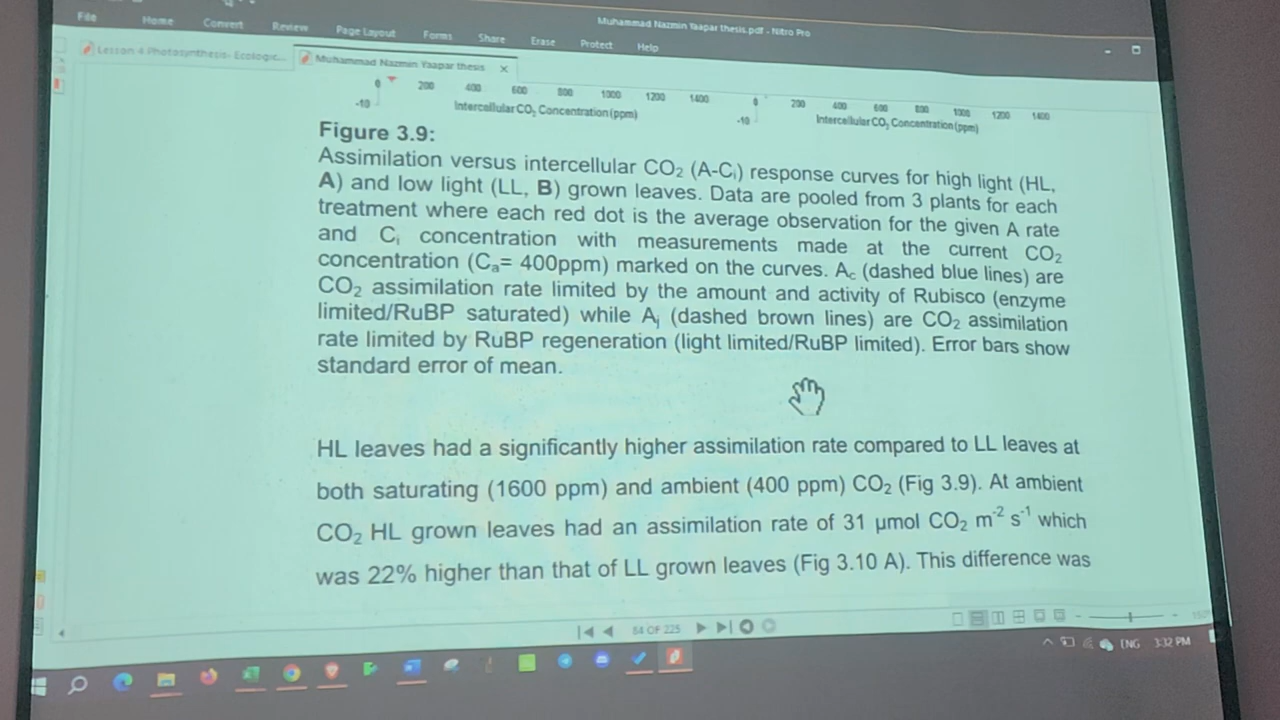 Muhammad Nazmin Yaapar thesis.pdf - Nitro Pro
File Home Convert Review Page Layout Forms Share Erase Protect Help
Lesson 4 Photosynthesis- Ecologic...
Muhammad Nazmin Yaapar thesis X
0 200 400 600 800 1000 1200 1400
-10
Intercellular CO₂ Concentration (ppm)
0 200 400 600 800 1000 1200 1400
-10
Intercellular CO₂ Concentration (ppm)
Figure 3.9:
Assimilation versus intercellular CO₂ (A-Cᵢ) response curves for high light (HL,
A) and low light (LL, B) grown leaves. Data are pooled from 3 plants for each
treatment where each red dot is the average observation for the given A rate
and Cᵢ concentration with measurements made at the current CO₂
concentration (Cₐ= 400ppm) marked on the curves. A꜀ (dashed blue lines) are
CO₂ assimilation rate limited by the amount and activity of Rubisco (enzyme
limited/RuBP saturated) while Aⱼ (dashed brown lines) are CO₂ assimilation
rate limited by RuBP regeneration (light limited/RuBP limited). Error bars show
standard error of mean.
HL leaves had a significantly higher assimilation rate compared to LL leaves at
both saturating (1600 ppm) and ambient (400 ppm) CO₂ (Fig 3.9). At ambient
CO₂ HL grown leaves had an assimilation rate of 31 µmol CO₂ m⁻² s⁻¹ which
was 22% higher than that of LL grown leaves (Fig 3.10 A). This difference was
84 OF 225
ENG 3:32 PM